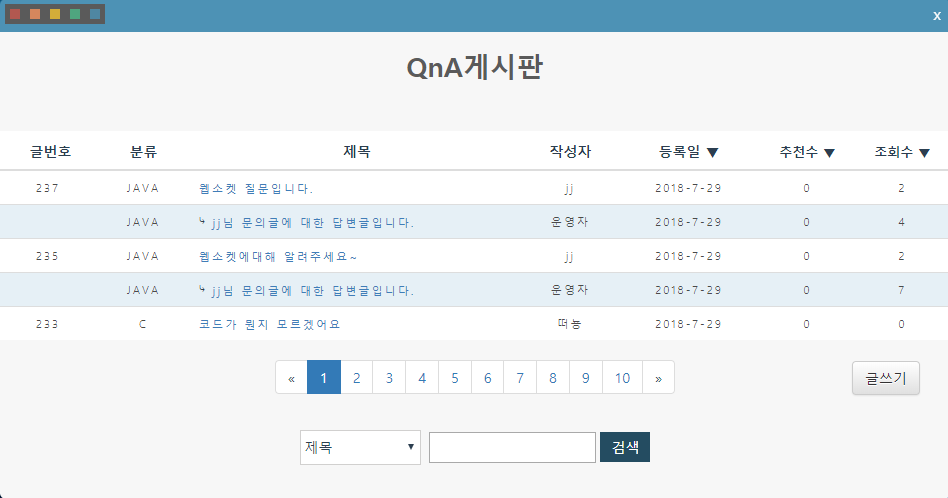 x
QnA게시판
글번호 분류 제목 작성자 등록일 ▼ 추천수 ▼ 조회수 ▼
237 JAVA 웹소켓 질문입니다. jj 2018-7-29 0 2
JAVA ↳ jj님 문의글에 대한 답변글입니다. 운영자 2018-7-29 0 4
235 JAVA 웹소켓에대해 알려주세요~ jj 2018-7-29 0 2
JAVA ↳ jj님 문의글에 대한 답변글입니다. 운영자 2018-7-29 0 7
233 C 코드가 뭔지 모르겠어요 떠능 2018-7-29 0 0
« 1 2 3 4 5 6 7 8 9 10 » 글쓰기
제목 ▼ 검색